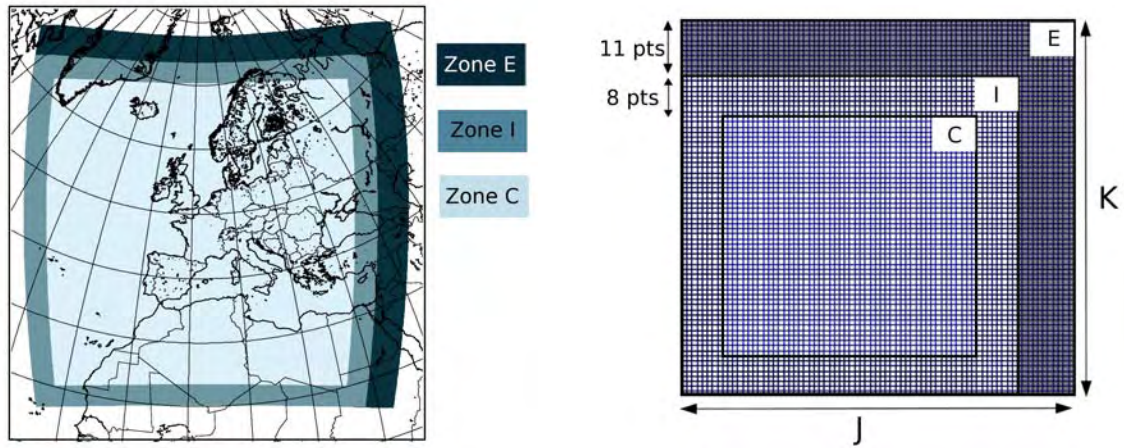 Zone E
Zone I
Zone C
11 pts
8 pts
E
I
C
K
J